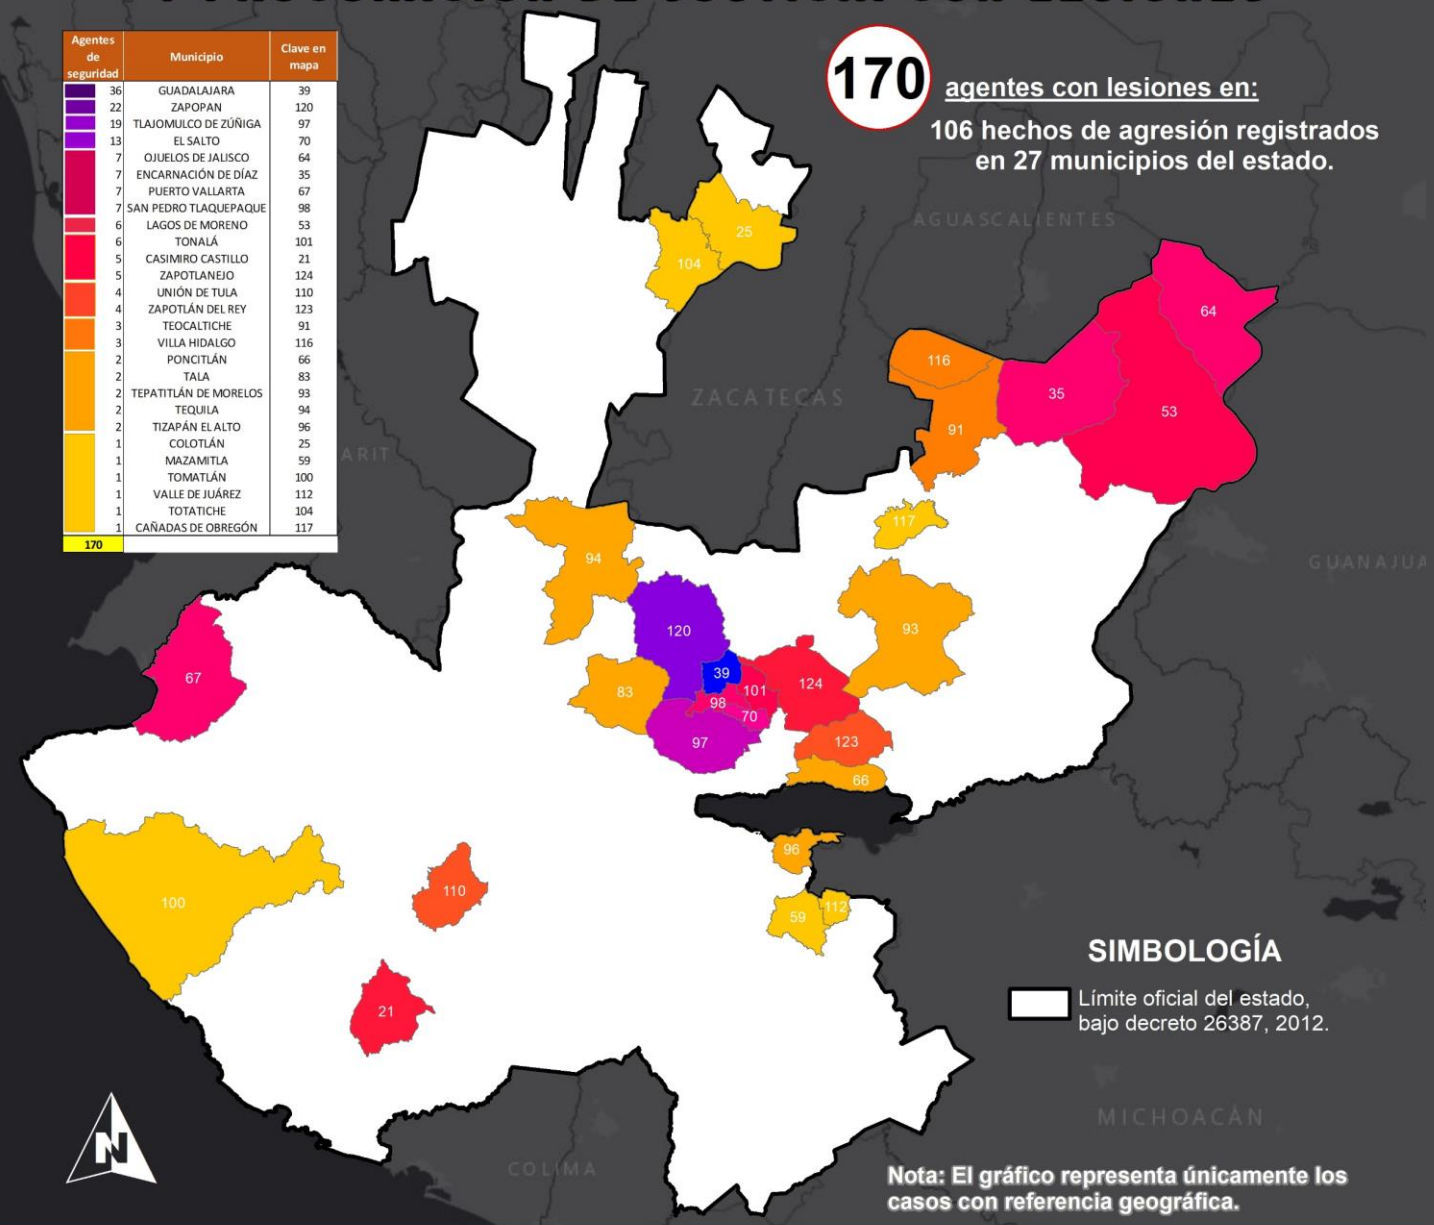 Agentes de seguridad Municipio Clave en mapa
36 GUADALAJARA 39
22 ZAPOPAN 120
19 TLAJOMULCO DE ZÚÑIGA 97
13 EL SALTO 70
7 OJUELOS DE JALISCO 64
7 ENCARNACIÓN DE DÍAZ 35
7 PUERTO VALLARTA 67
7 SAN PEDRO TLAQUEPAQUE 98
6 LAGOS DE MORENO 53
6 TONALÁ 101
5 CASIMIRO CASTILLO 21
5 ZAPOTLANEJO 124
4 UNIÓN DE TULA 110
4 ZAPOTLÁN DEL REY 123
3 TEOCALTICHE 91
3 VILLA HIDALGO 116
2 PONCITLÁN 66
2 TALA 83
2 TEPATITLÁN DE MORELOS 93
2 TEQUILA 94
2 TIZAPÁN EL ALTO 96
1 COLOTLÁN 25
1 MAZAMITLA 59
1 TOMATLÁN 100
1 VALLE DE JUÁREZ 112
1 TOTATICHE 104
1 CAÑADAS DE OBREGÓN 117
170
170 agentes con lesiones en:
106 hechos de agresión registrados
en 27 municipios del estado.
AGUASCALIENTES
25
104
64
116
ZACATECAS
35
53
91
ARIT
117
94
GUANAJUA
120
93
39
67
83
101
124
98
70
97
123
66
96
110
100
59
112
SIMBOLOGÍA
Límite oficial del estado,
bajo decreto 26387, 2012.
21
MICHOACÁN
N
COLIMA
Nota: El gráfico representa únicamente los
casos con referencia geográfica.